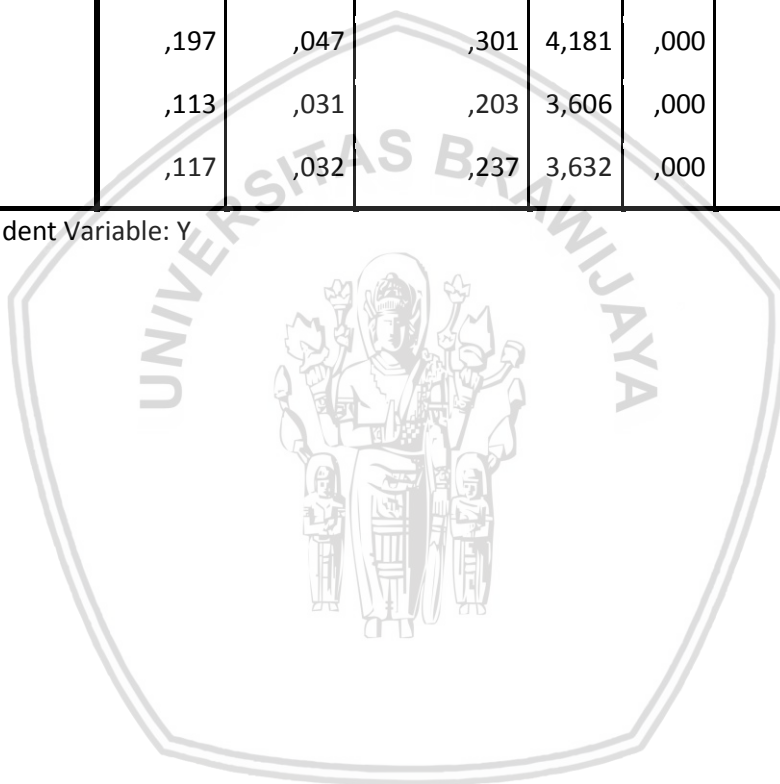 ,197 ,047 ,301 4,181 ,000
,113 ,031 ,203 3,606 ,000
,117 ,032 ,237 3,632 ,000
dent Variable: Y
UNIVERSITAS BRAWIJAYA